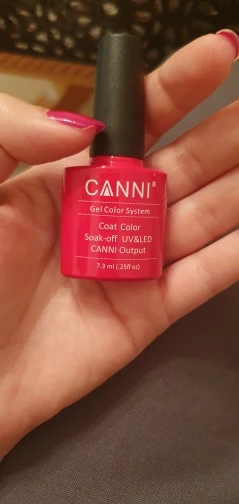 CANNI®
Gel Color System
Coat Color
Soak-off UV&LED
CANNI Output
7.3 ml (.25fl oz)